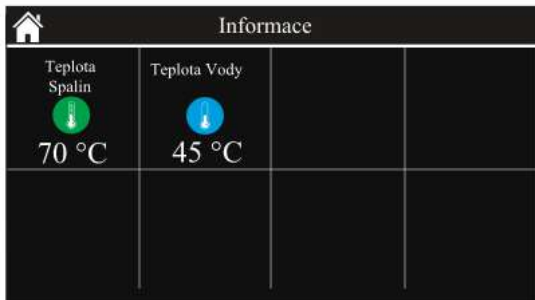 Informace
Teplota
Spalin
70 °C
Teplota Vody
45 °C